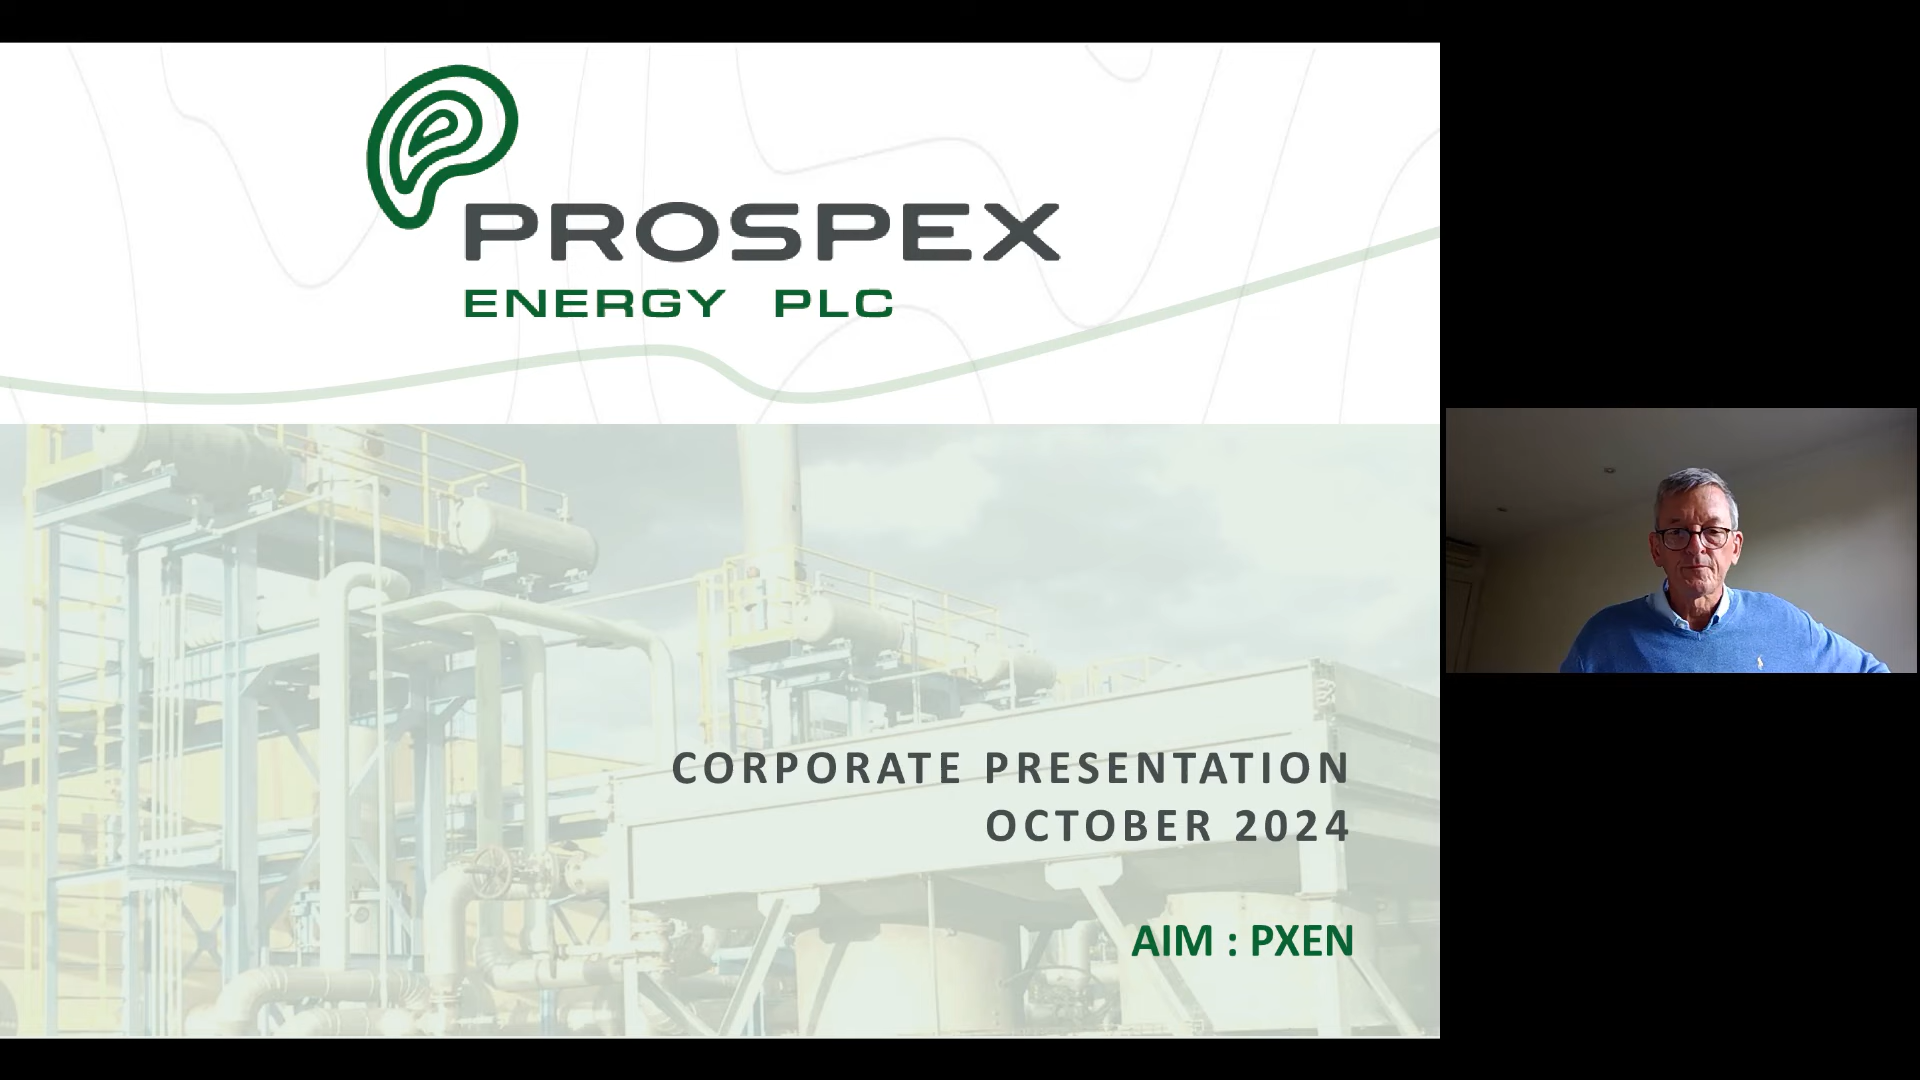 PROSPEX
ENERGY PLC
CORPORATE PRESENTATION
OCTOBER 2024
AIM : PXEN